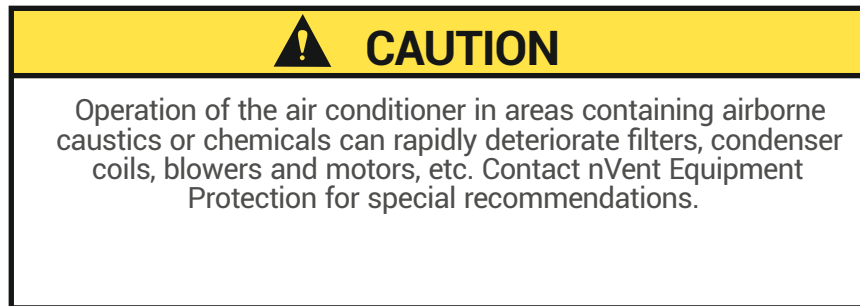 CAUTION
Operation of the air conditioner in areas containing airborne
caustics or chemicals can rapidly deteriorate filters, condenser
coils, blowers and motors, etc. Contact nVent Equipment
Protection for special recommendations.